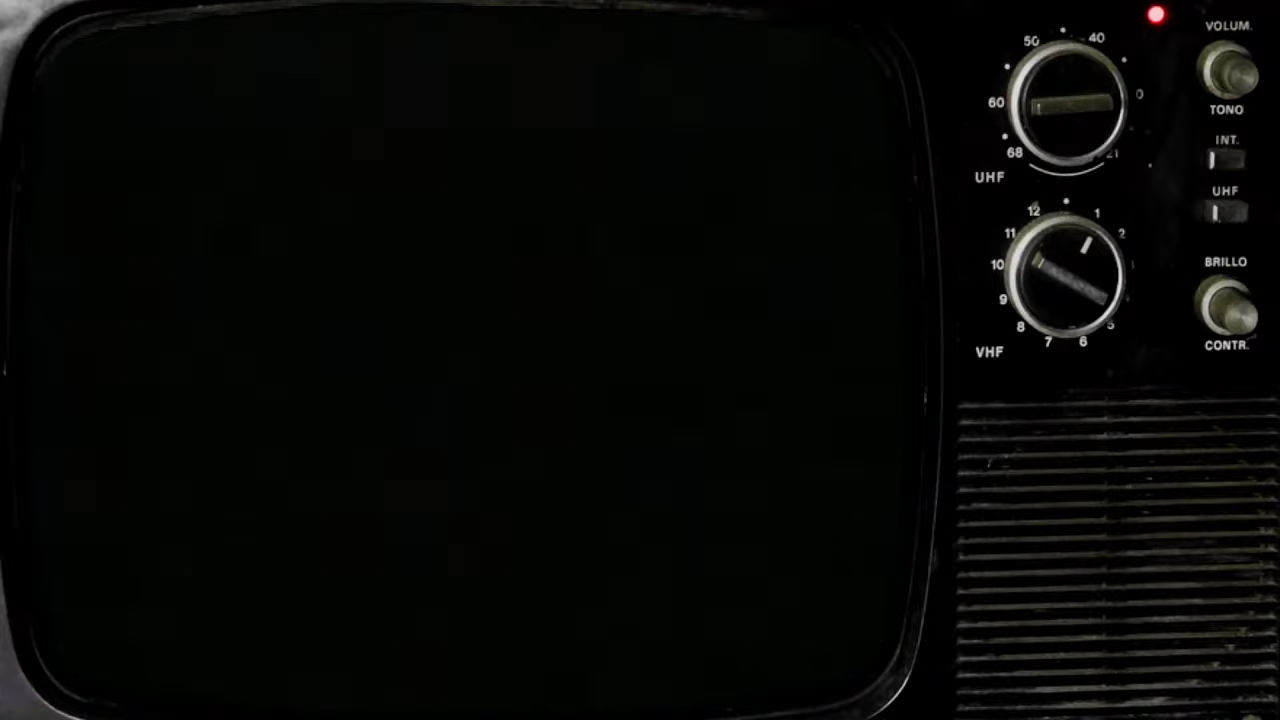 50 40
60 0
68 21
UHF
12 1
11 2
10
9
8 5
7 6
VHF
VOLUM.
TONO
INT.
UHF
BRILLO
CONTR.